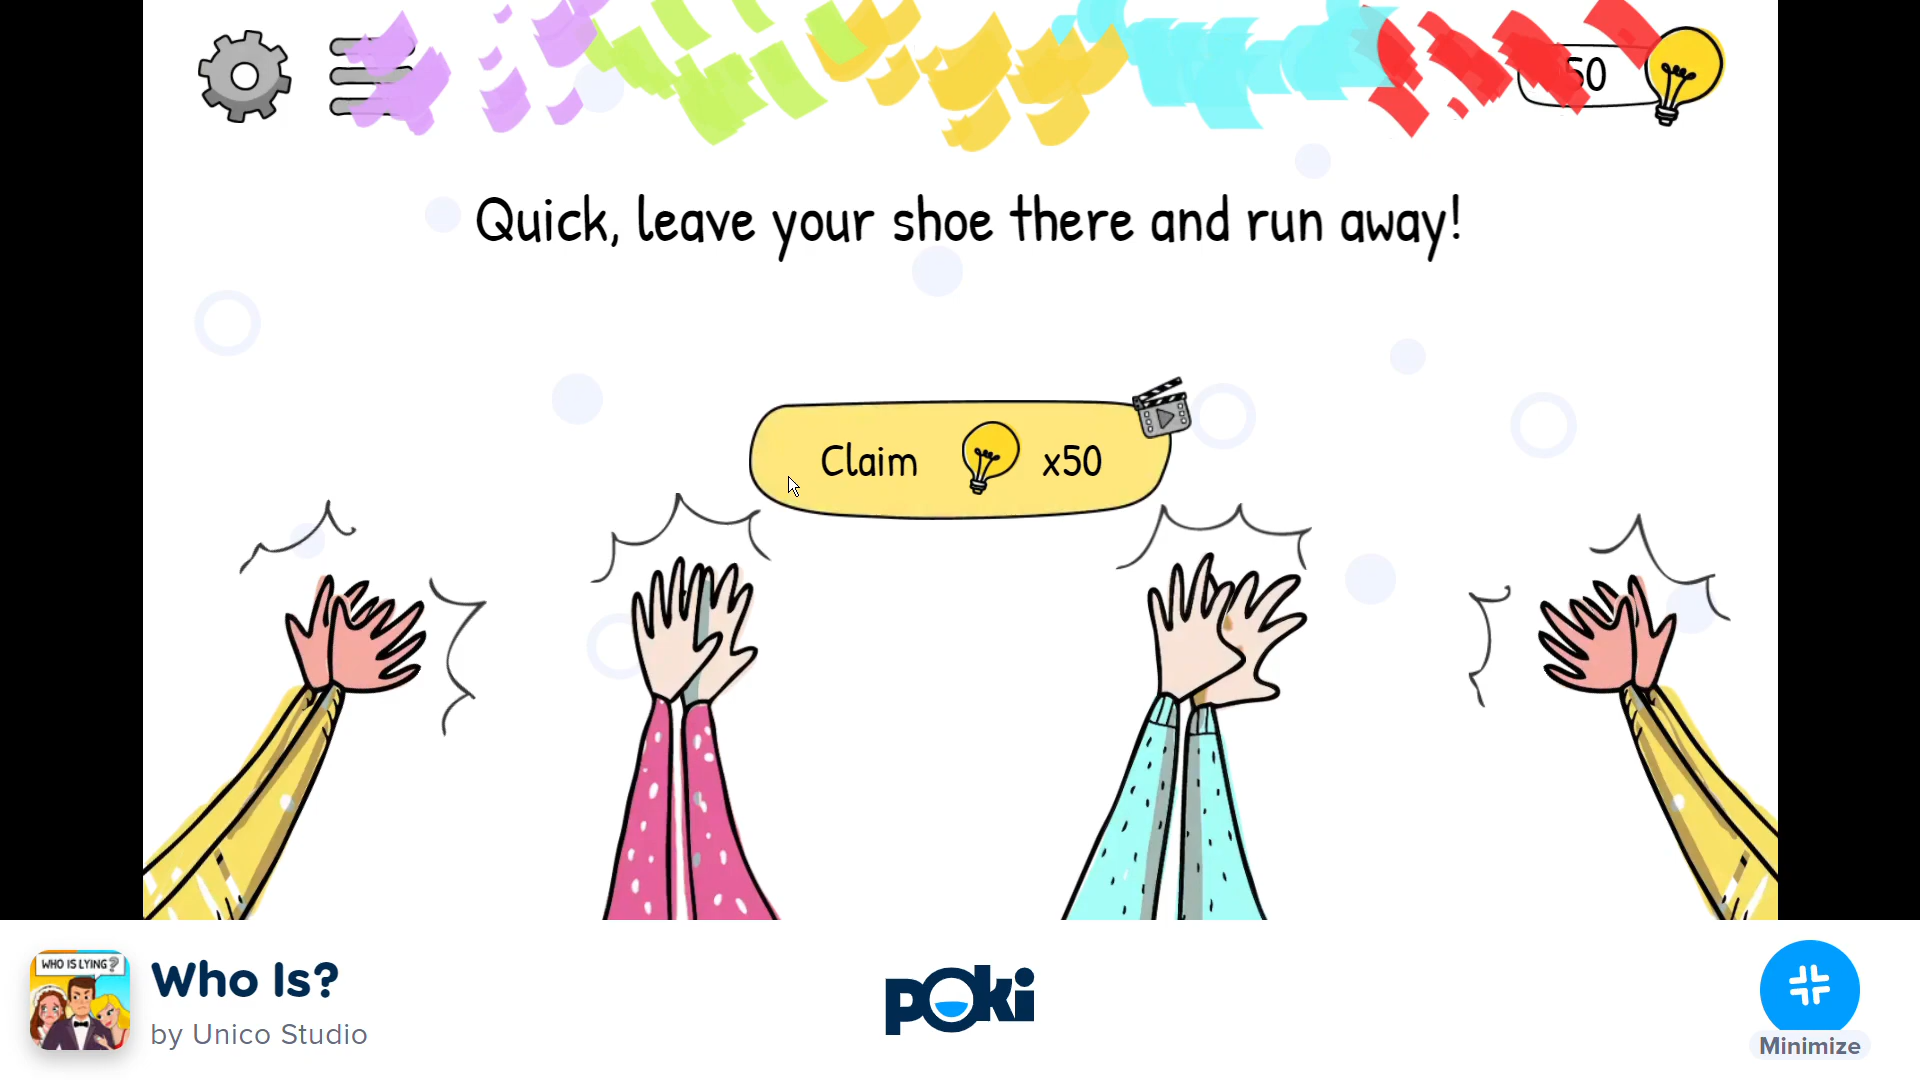 50
Quick, leave your shoe there and run away!
Claim x50
WHO IS LYING?
Who Is?
by Unico Studio
POKi
Minimize